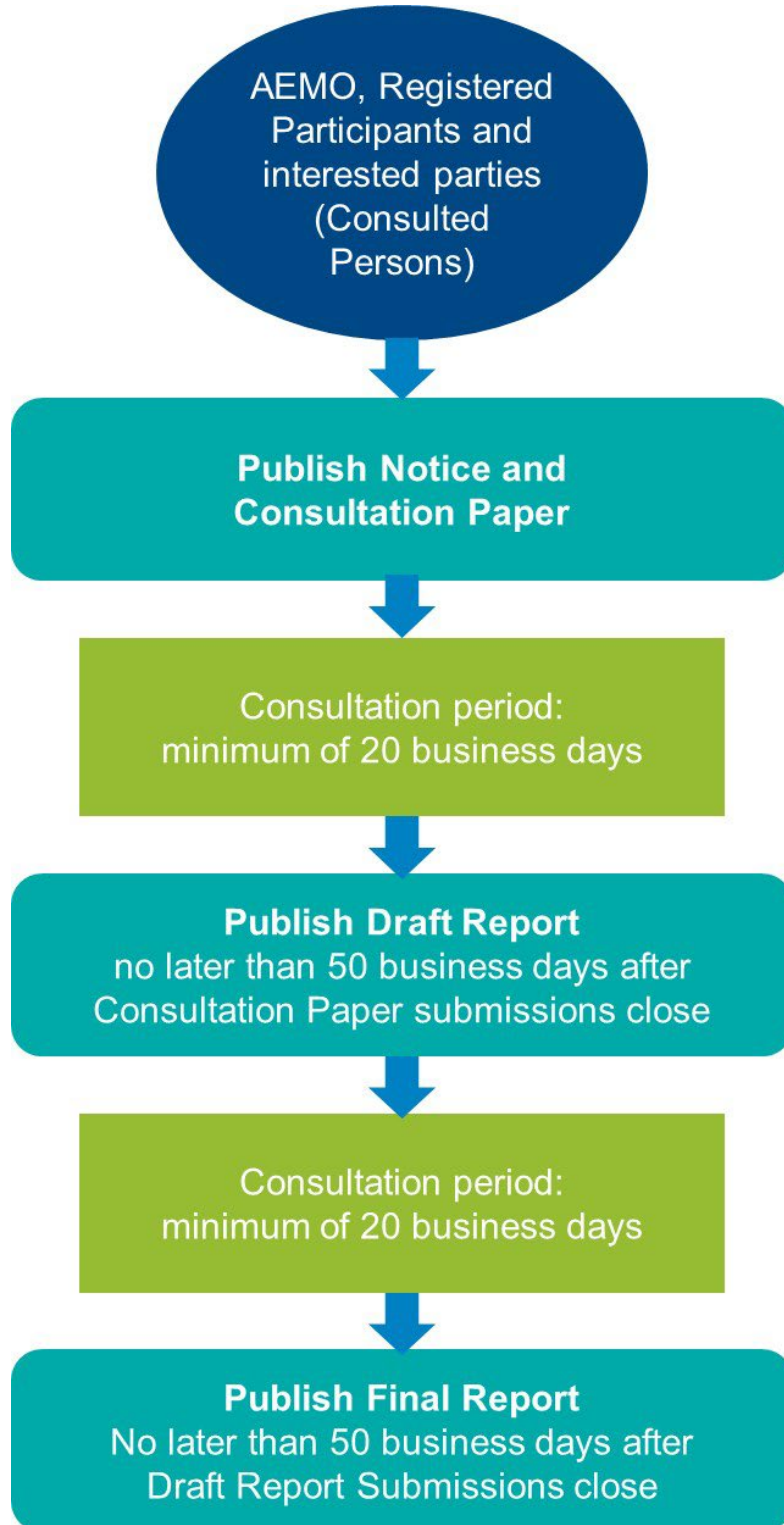 AEMO, Registered
Participants and
interested parties
(Consulted
Persons)
Publish Notice and
Consultation Paper
Consultation period:
minimum of 20 business days
Publish Draft Report
no later than 50 business days after
Consultation Paper submissions close
Consultation period:
minimum of 20 business days
Publish Final Report
No later than 50 business days after
Draft Report Submissions close